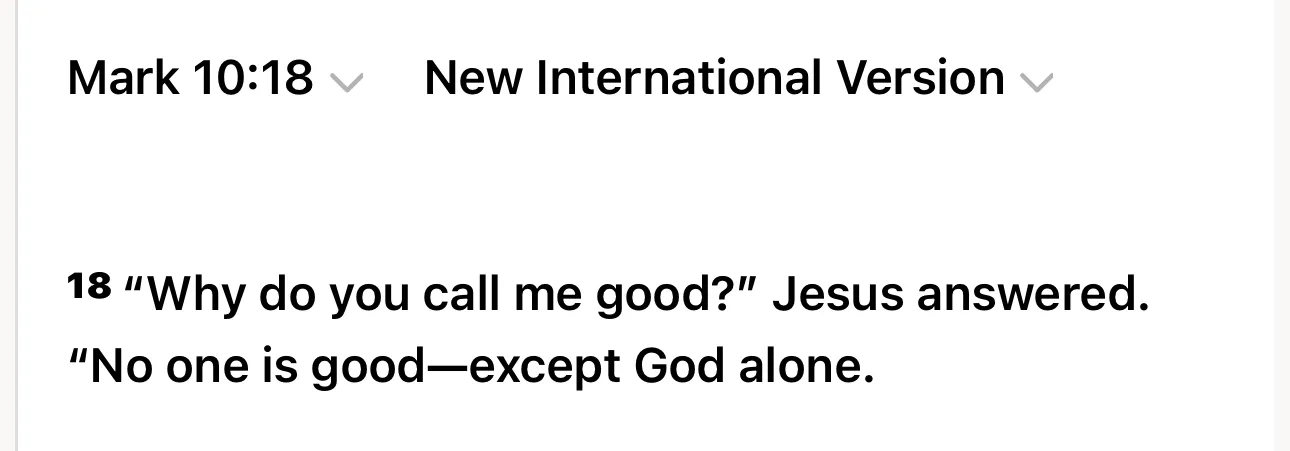 Mark 10:18 New International Version
18 “Why do you call me good?” Jesus answered.
“No one is good—except God alone.